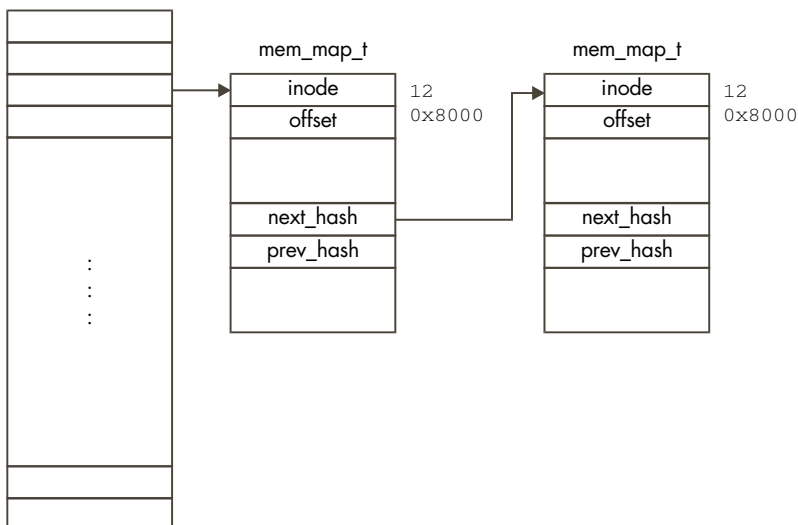 mem_map_t
inode
offset
next_hash
prev_hash
12
0x8000
mem_map_t
inode
offset
next_hash
prev_hash
12
0x8000